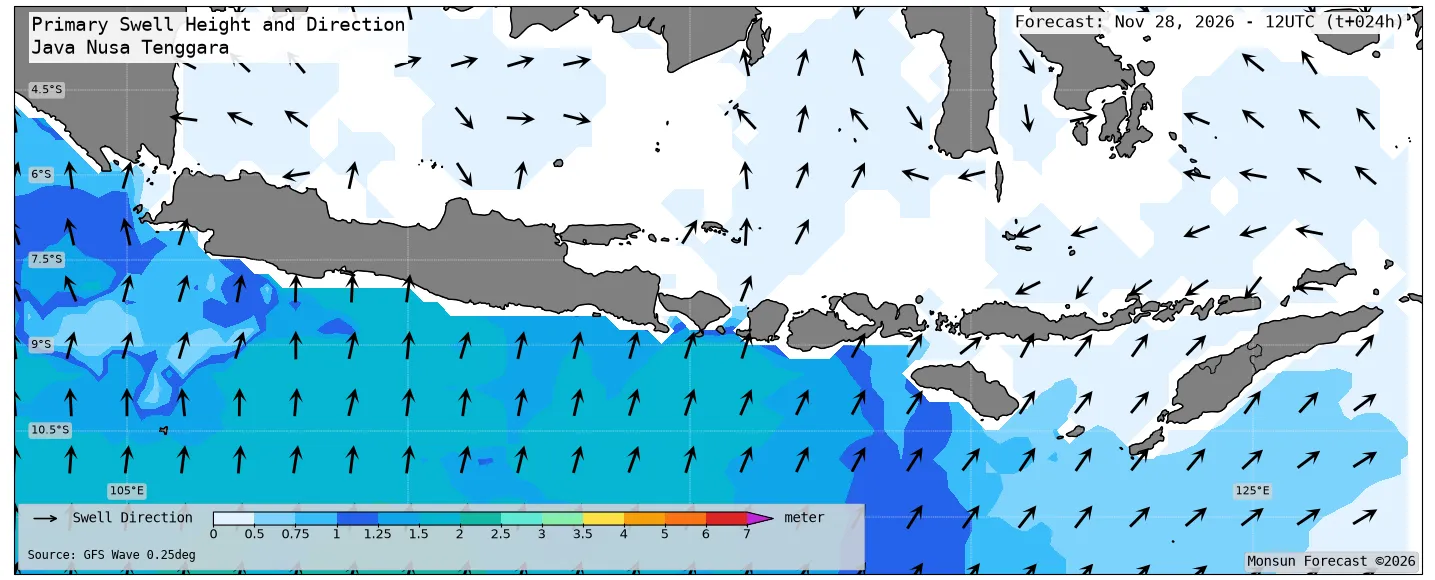 Primary Swell Height and Direction
Java Nusa Tenggara
Forecast: Nov 28, 2026 - 12UTC (t+024h)
4.5°S
6°S
7.5°S
9°S
10.5°S
105°E
125°E
Swell Direction
meter
0 0.5 0.75 1 1.25 1.5 2 2.5 3 3.5 4 5 6 7
Source: GFS Wave 0.25deg
Monsun Forecast ©2026